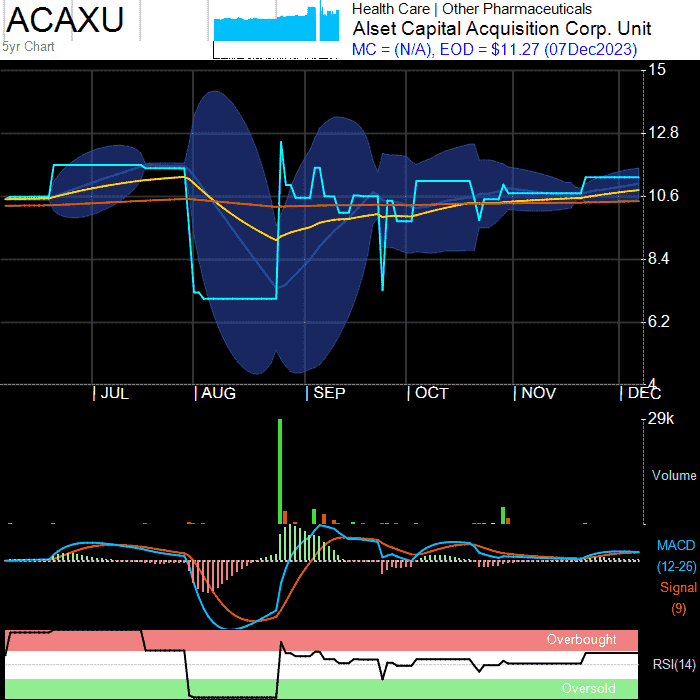 ACAXU
5yr Chart
Health Care | Other Pharmaceuticals
Alset Capital Acquisition Corp. Unit
MC = (N/A), EOD = $11.27 (07Dec2023)
15
12.8
10.6
8.4
6.2
4
| JUL | AUG | SEP | OCT | NOV | DEC
29k
Volume
MACD
(12-26)
Signal
(9)
Overbought
RSI(14)
Oversold